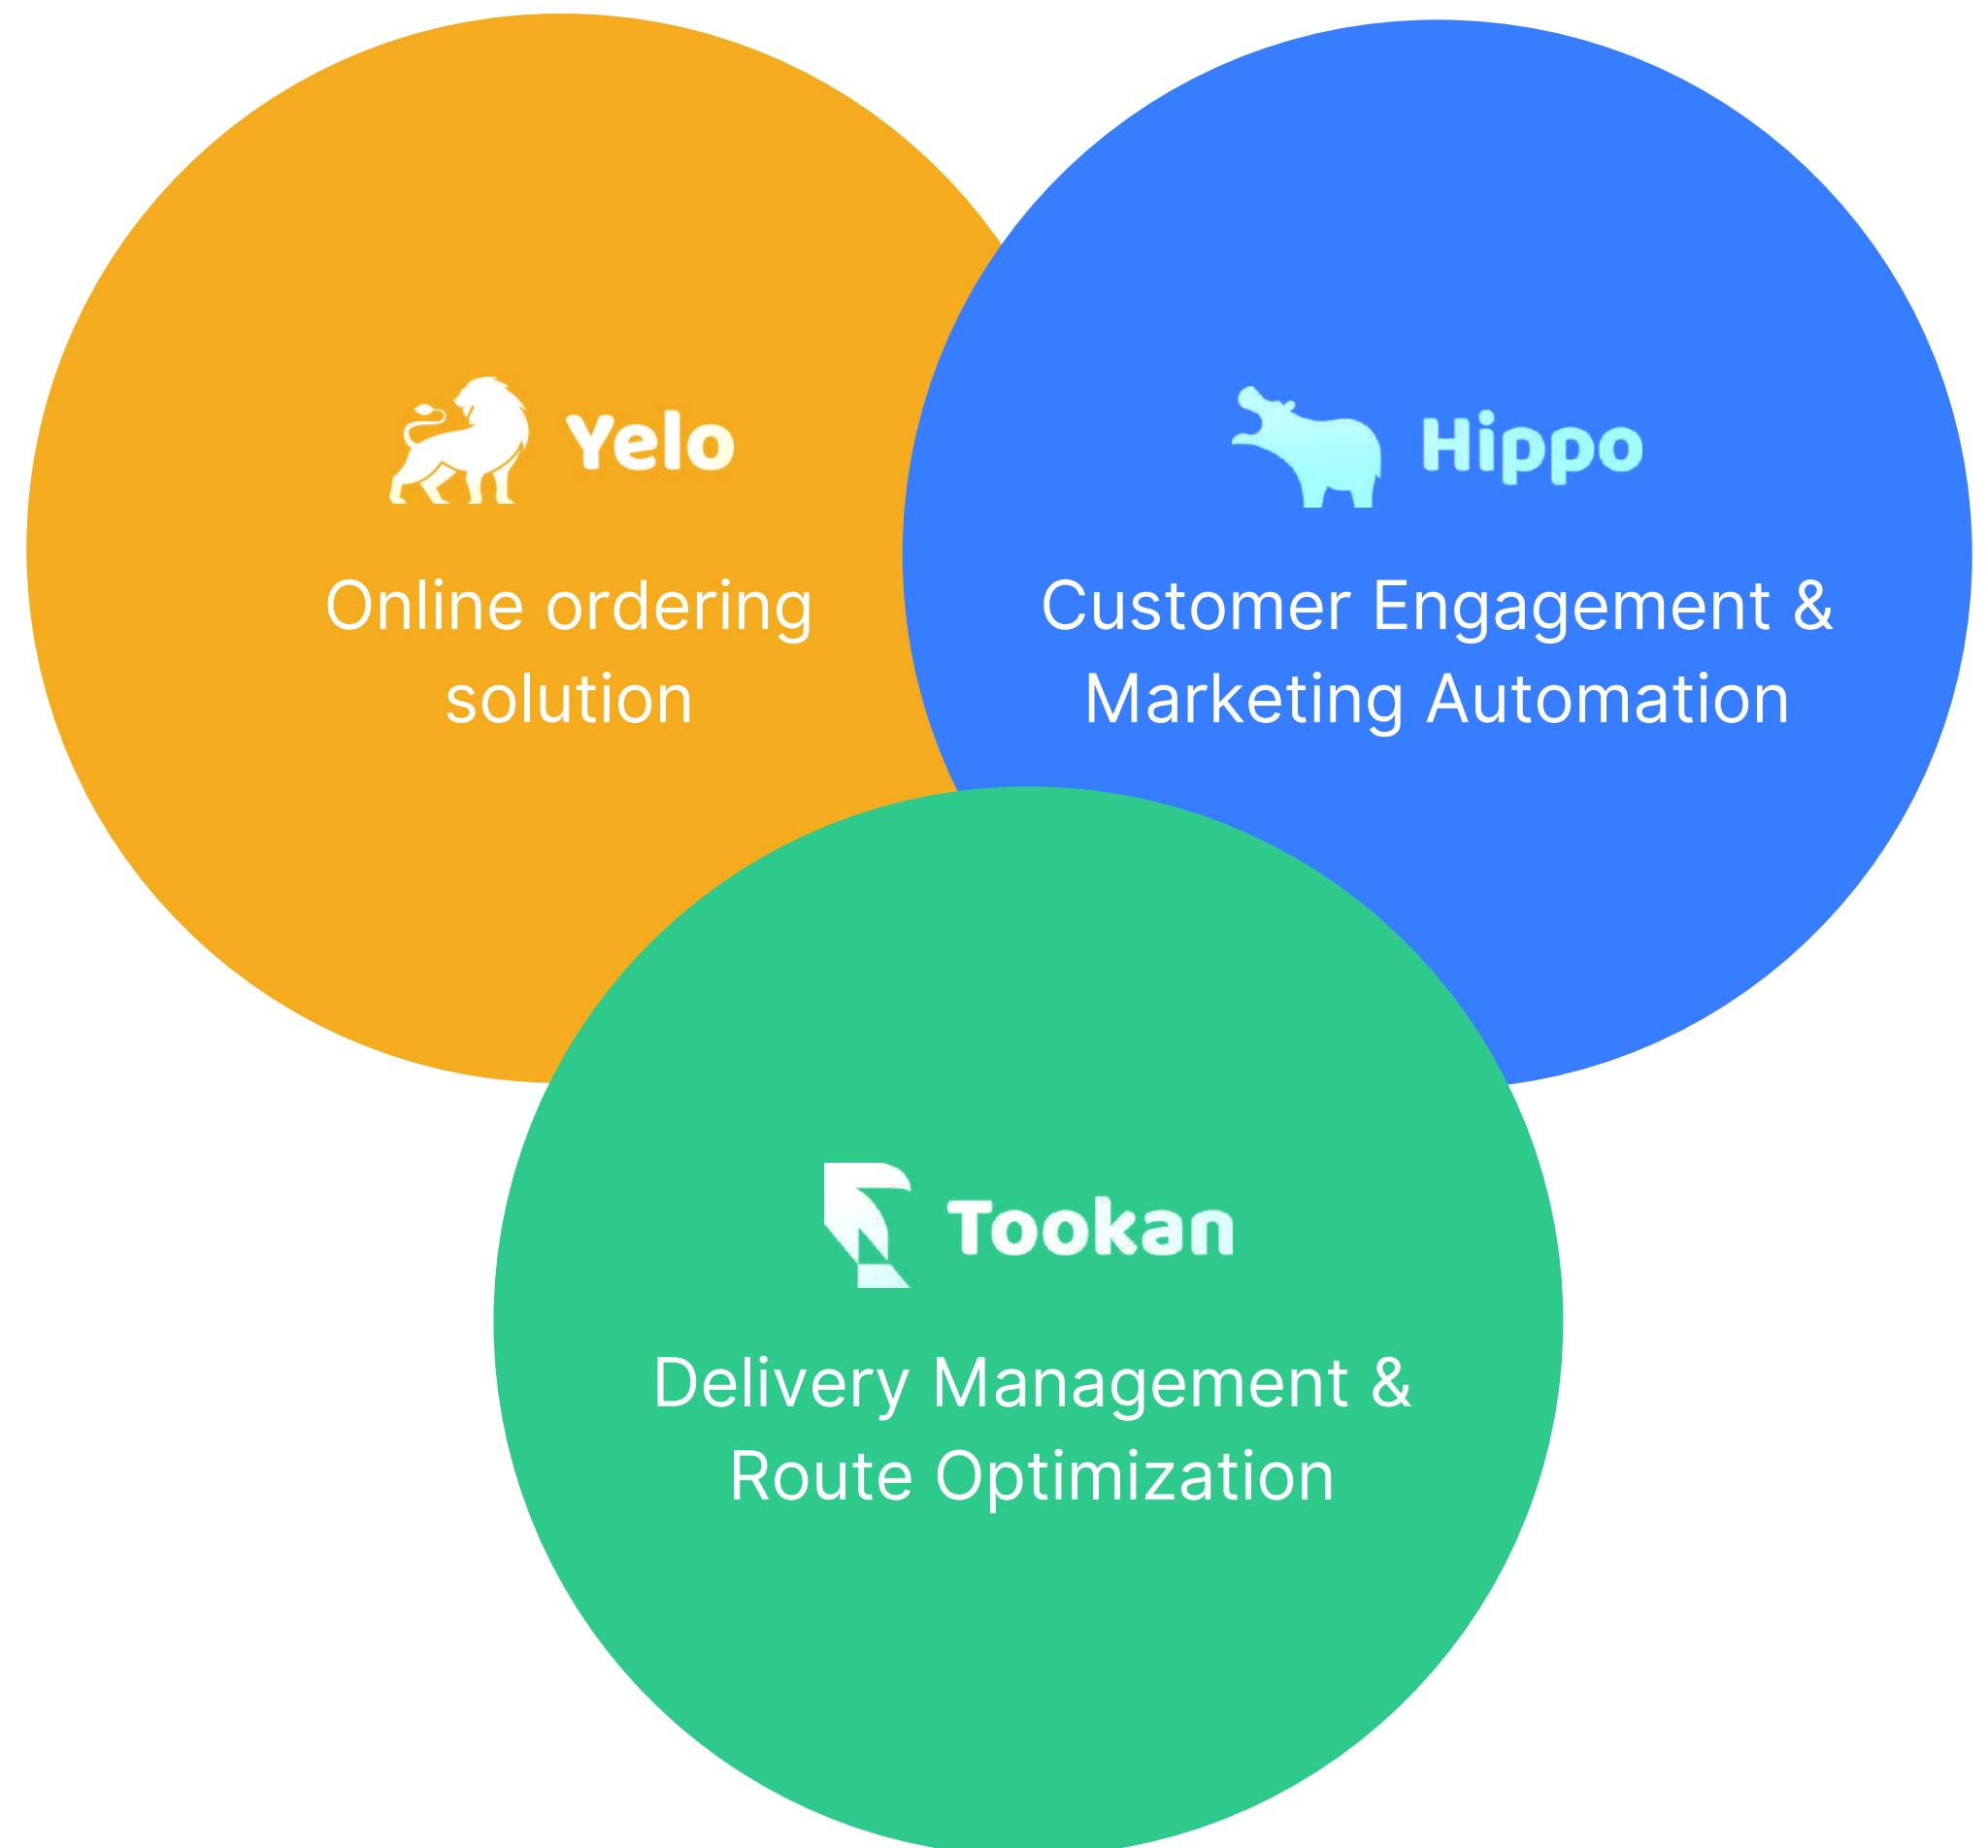 Yelo
Online ordering
solution
Hippo
Customer Engagement &
Marketing Automation
Tookan
Delivery Management &
Route Optimization